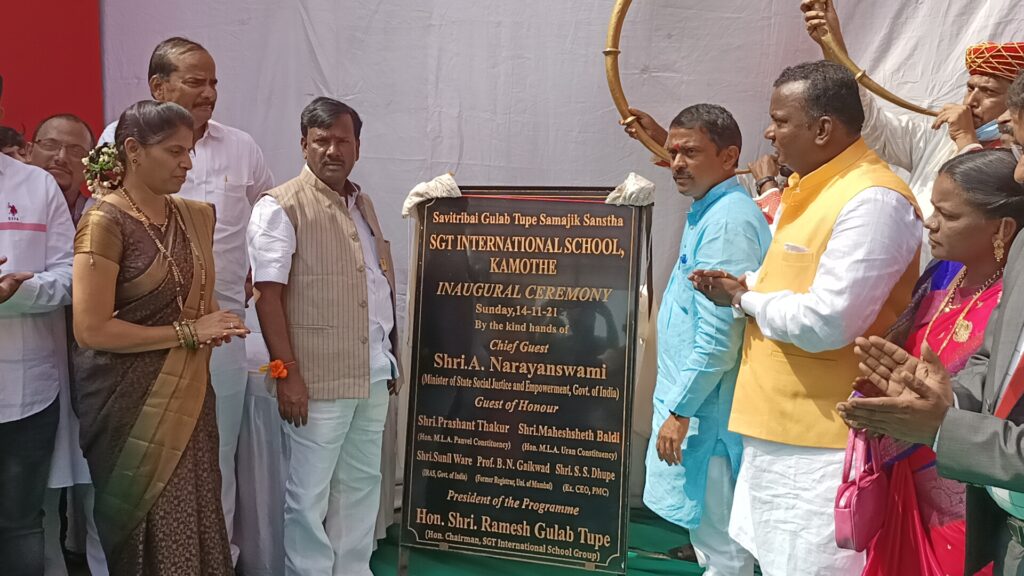 Savitribai Gulab Tupe Samajik Sanstha
SGT INTERNATIONAL SCHOOL,
KAMOTHE
INAUGURAL CEREMONY
Sunday,14-11-21
By the kind hands of
Chief Guest
Shri.A. Narayanswami
(Minister of State Social Justice and Empowerment, Govt. of India)
Guest of Honour
Shri.Prashant Thakur Shri.Maheshsheth Baldi
(Hon. M.L.A. Panvel Constituency) (Hon. M.L.A. Uran Constituency)
Shri.Sunil Ware Prof. B. N. Gaikwad Shri. S. S. Dhupe
(IRAS, Govt. of India) (Former Registrar, Uni. of Mumbai) (Ex. CEO, PMC)
President of the Programme
Hon. Shri. Ramesh Gulab Tupe
(Hon. Chairman, SGT International School Group)